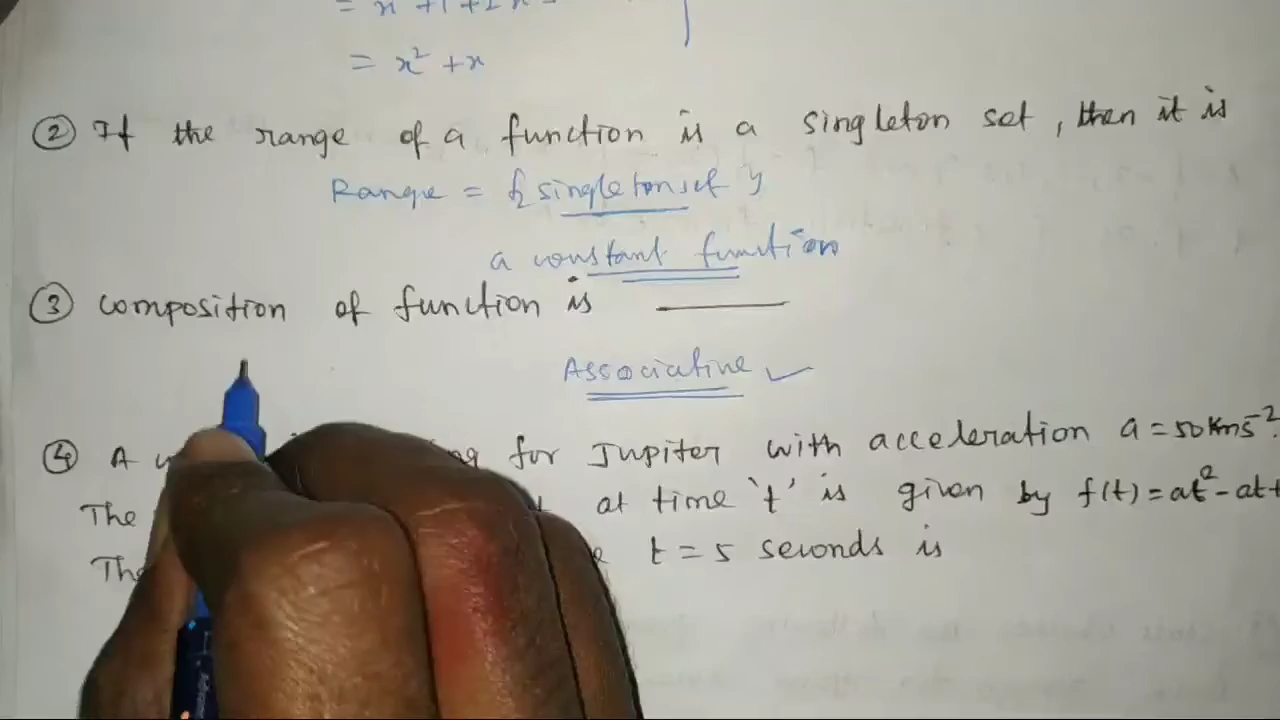 = x² + x
② If the range of a function is a singleton set, then it is
Range = { singleton set }
a constant function
③ composition of function is ______
Associative ✓
④ A for Jupiter with acceleration a = 50 Kms⁻².
The at time 't' is given by f(t) = at² - at +
t = 5 seconds is